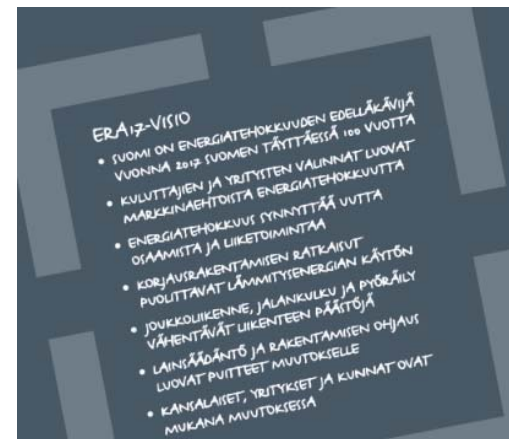 ERA17-VISIO
• SUOMI ON ENERGIATEHOKKUUDEN EDELLÄKÄVIJÄ
VUONNA 2017 SUOMEN TÄYTTÄESSÄ 100 VUOTTA
• KULUTTAJIEN JA YRITYSTEN VALINNAT LUOVAT
MARKKINAEHTOISTA ENERGIATEHOKKUUTTA
• ENERGIATEHOKKUUS SYNNYTTÄÄ UUTTA
OSAAMISTA JA LIIKETOIMINTAA
• KORJAUSRAKENTAMISEN RATKAISUT
PUOLITTAVAT LÄMMITYSENERGIAN KÄYTÖN
• JOUKKOLIIKENNE, JALANKULKU JA PYÖRÄILY
VÄHENTÄVÄT LIIKENTEEN PÄÄSTÖJÄ
• LAINSÄÄDÄNTÖ JA RAKENTAMISEN OHJAUS
LUOVAT PUITTEET MUUTOKSELLE
• KANSALAISET, YRITYKSET JA KUNNAT OVAT
MUKANA MUUTOKSESSA